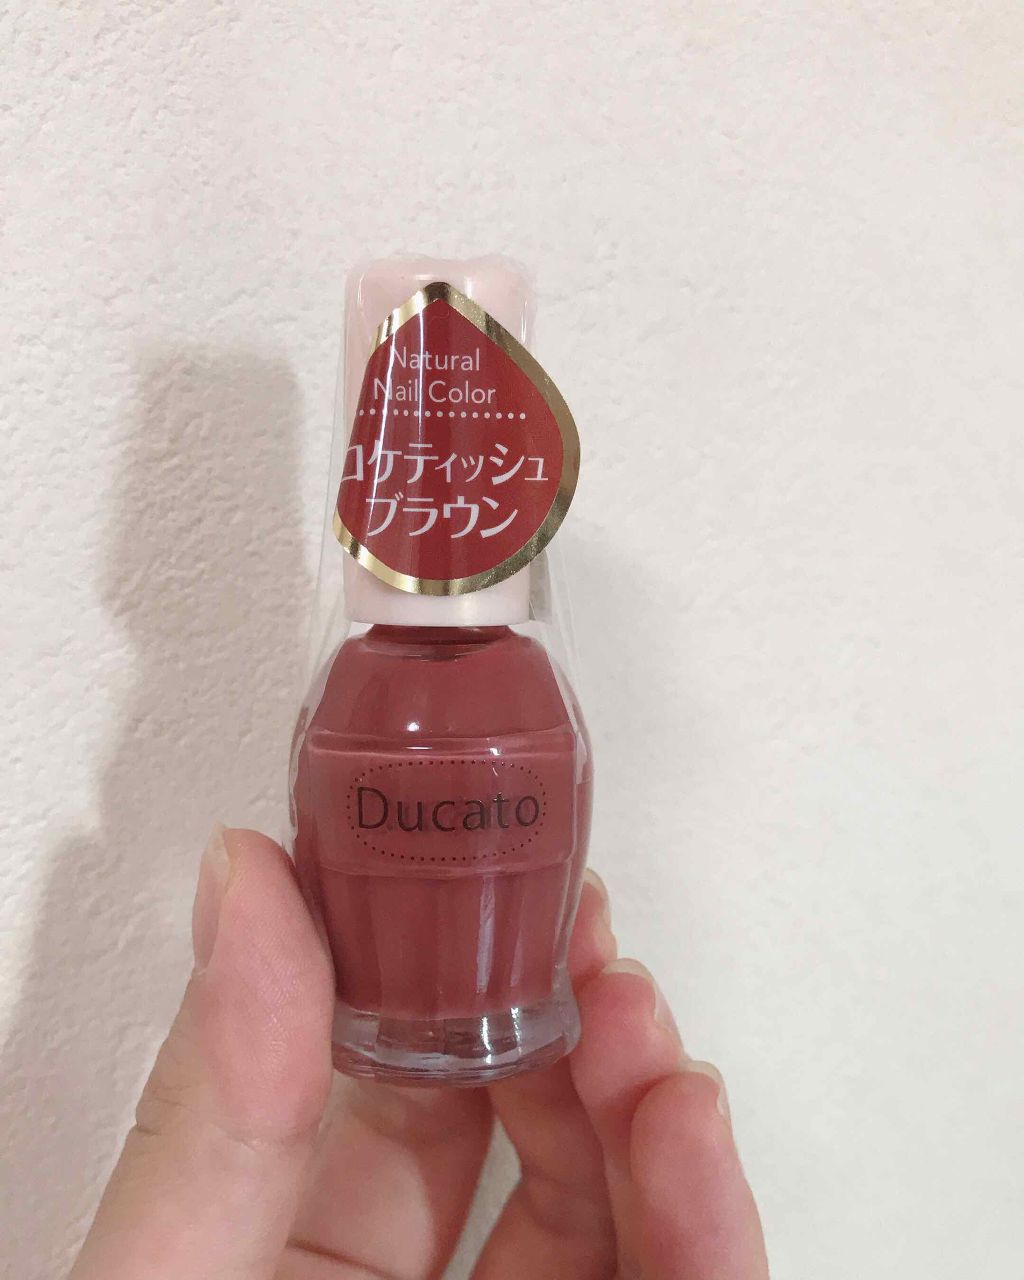 Natural
Nail Color
コケティッシュ
ブラウン
Ducato